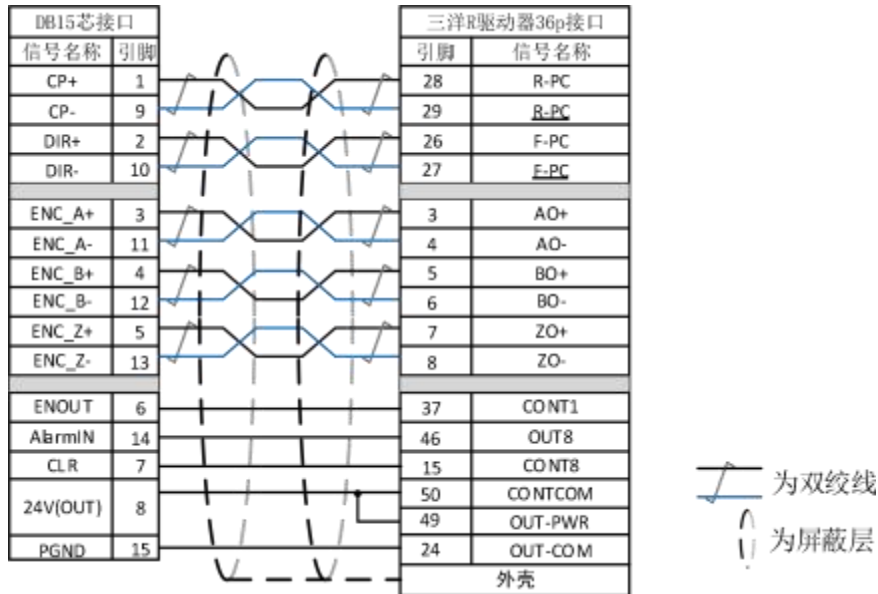 DB15芯接口 三洋R驱动器36p接口
信号名称 引脚 引脚 信号名称
CP+ 1 28 R-PC
CP- 9 29 R-PC
DIR+ 2 26 F-PC
DIR- 10 27 F-PC
ENC_A+ 3 3 AO+
ENC_A- 11 4 AO-
ENC_B+ 4 5 BO+
ENC_B- 12 6 BO-
ENC_Z+ 5 7 ZO+
ENC_Z- 13 8 ZO-
ENOUT 6 37 CONT1
AlarmIN 14 46 OUT8
CLR 7 15 CONT8
24V(OUT) 8 50 CONTCOM
49 OUT-PWR
PGND 15 24 OUT-COM
外壳
为双绞线
为屏蔽层